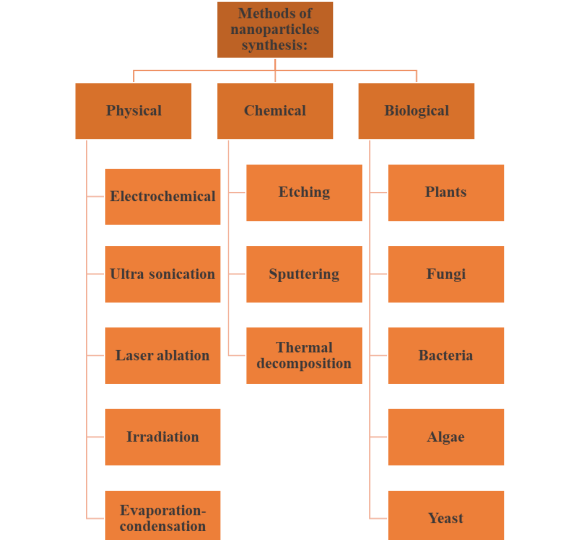 Methods of
nanoparticles
synthesis:
Physical
Chemical
Biological
Electrochemical
Ultra sonication
Laser ablation
Irradiation
Evaporation-
condensation
Etching
Sputtering
Thermal
decomposition
Plants
Fungi
Bacteria
Algae
Yeast